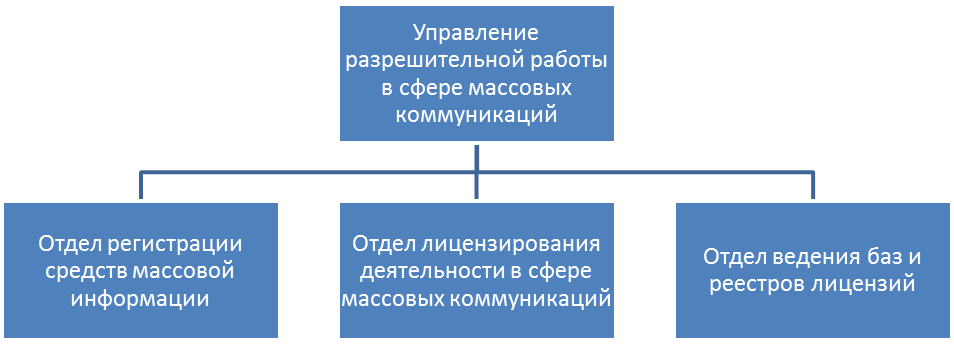 Управление
разрешительной работы
в сфере массовых
коммуникаций
Отдел регистрации
средств массовой
информации
Отдел лицензирования
деятельности в сфере
массовых коммуникаций
Отдел ведения баз и
реестров лицензий